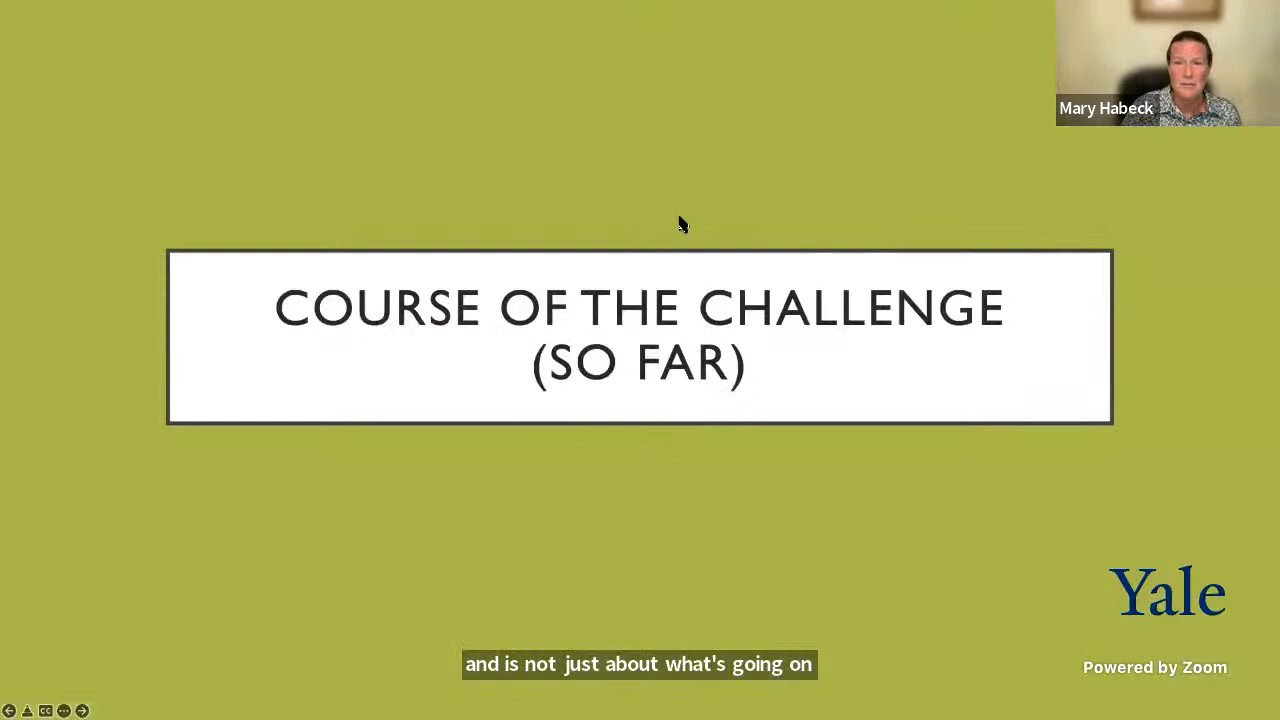 Mary Habeck
COURSE OF THE CHALLENGE
(SO FAR)
Yale
and is not just about what's going on
Powered by Zoom
CC